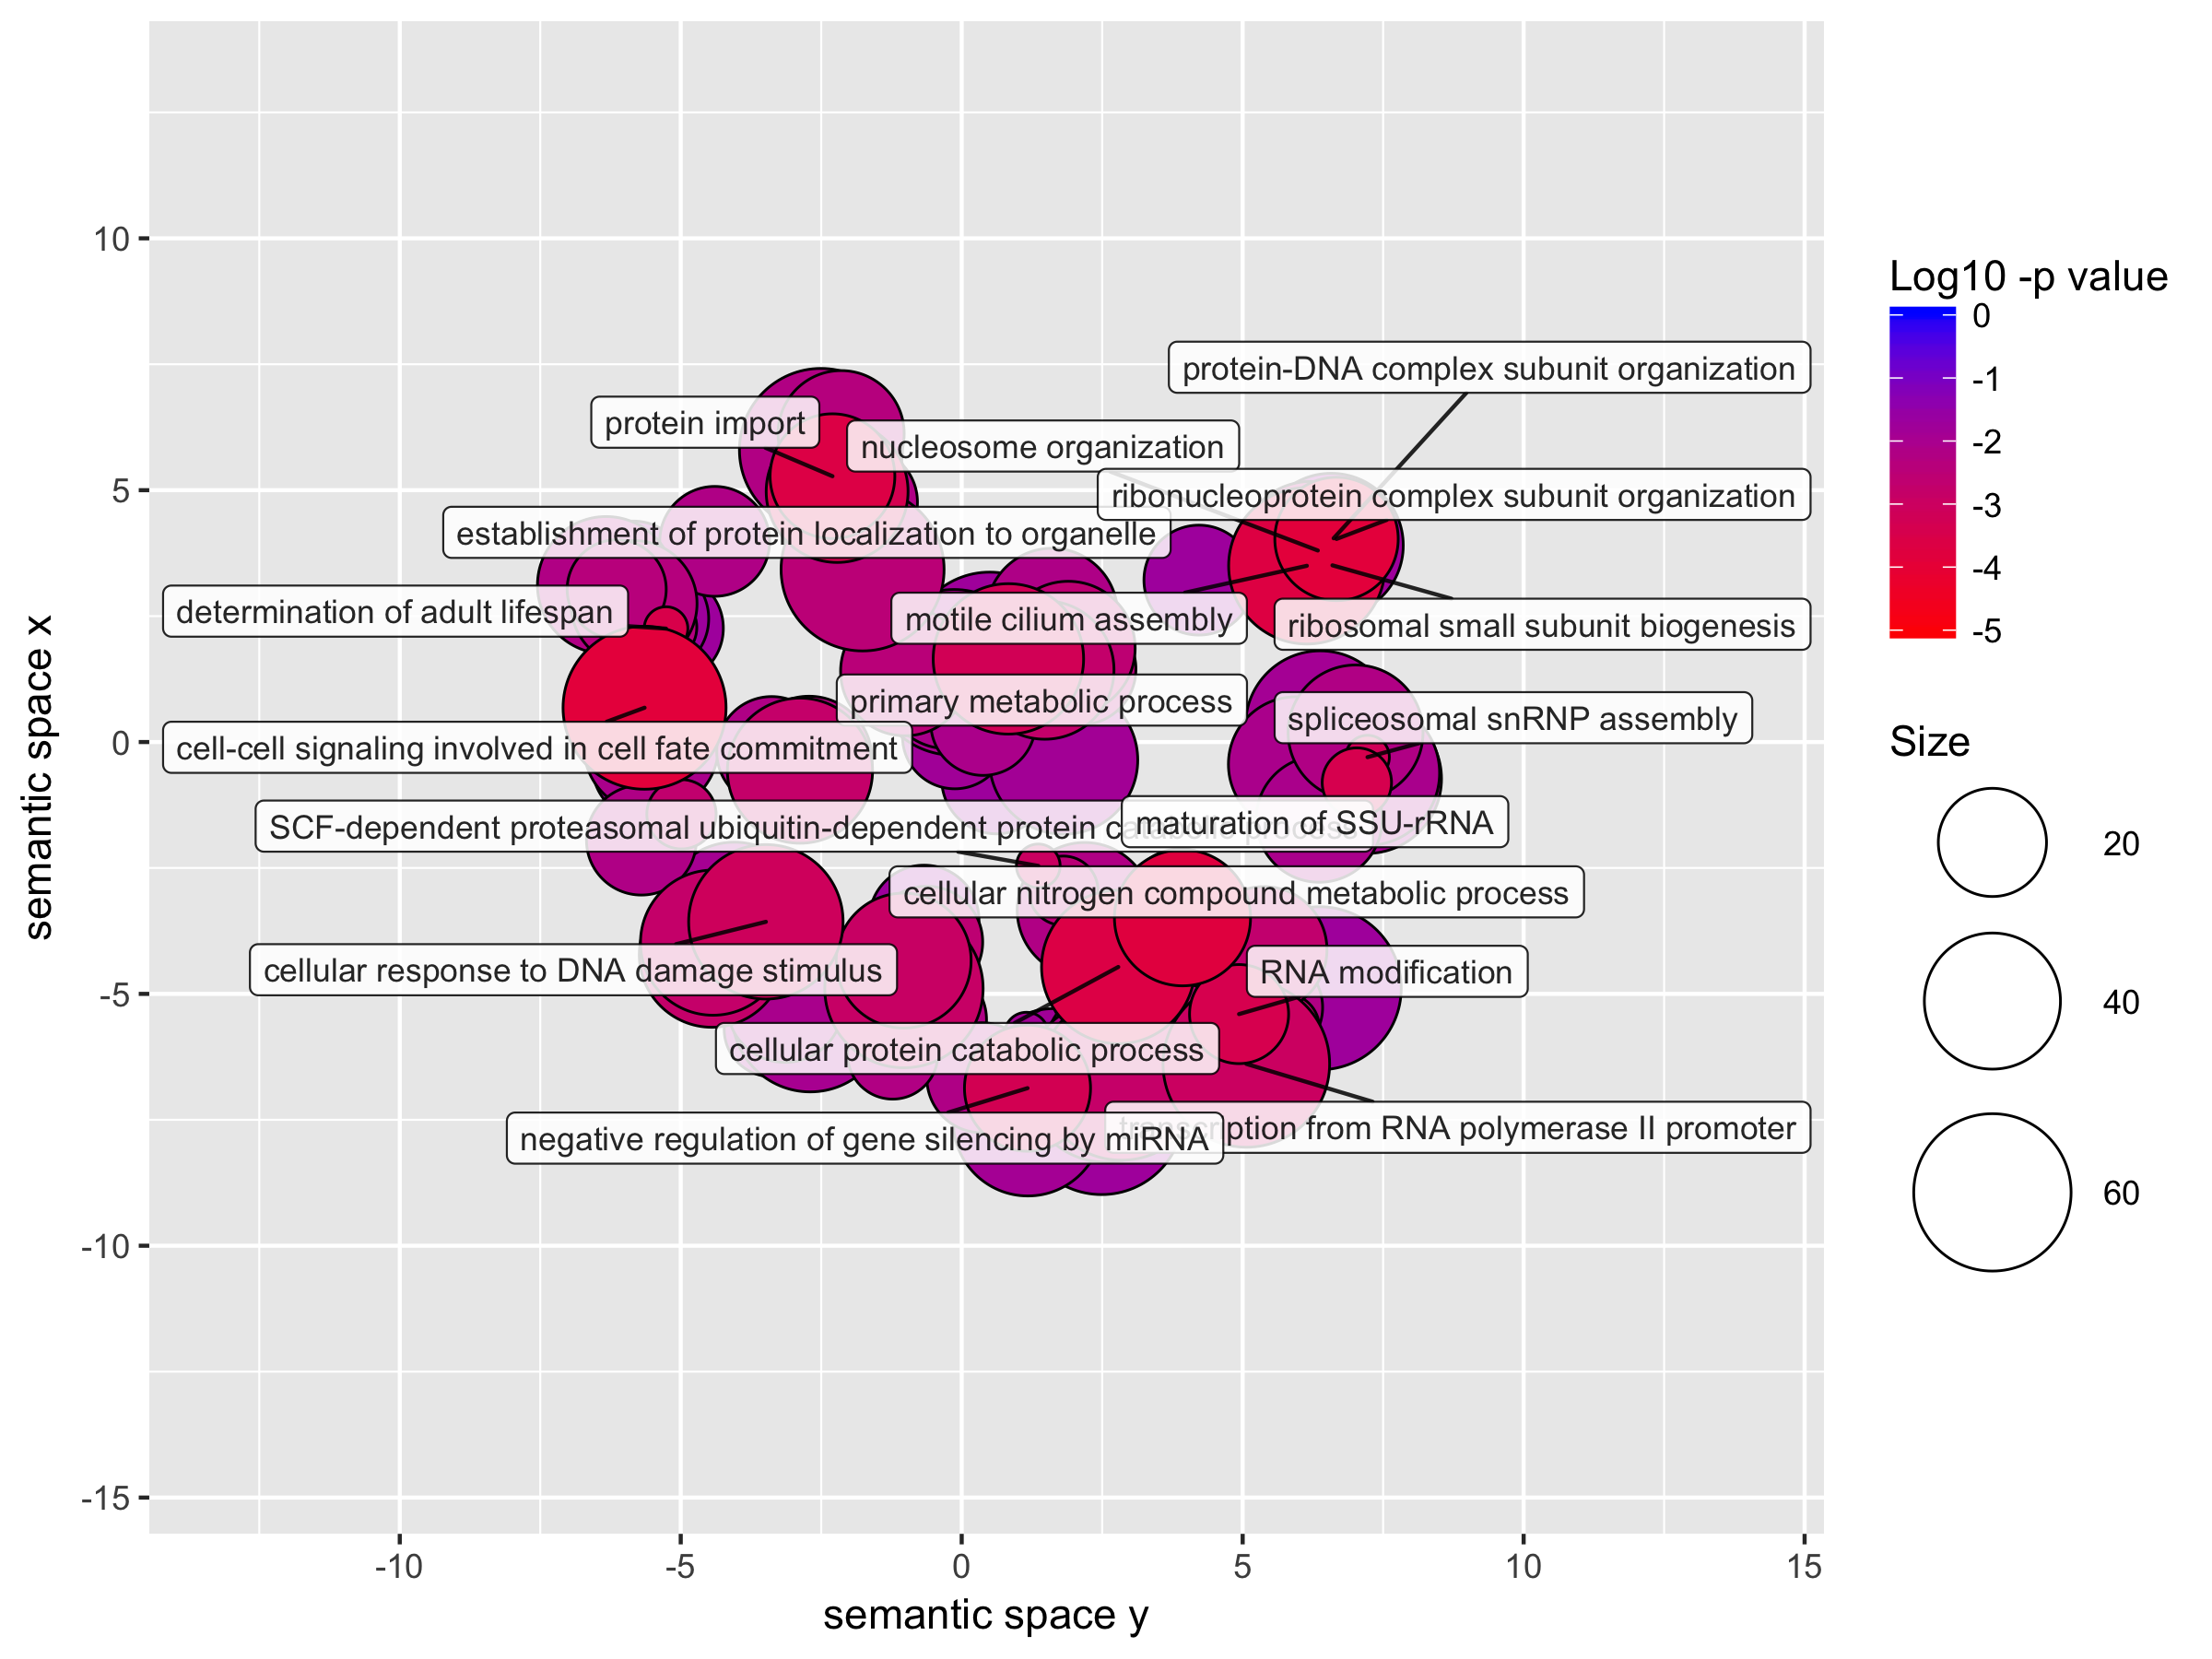 protein-DNA complex subunit organization
protein import
nucleosome organization
ribonucleoprotein complex subunit organization
establishment of protein localization to organelle
determination of adult lifespan
motile cilium assembly
ribosomal small subunit biogenesis
primary metabolic process
spliceosomal snRNP assembly
cell-cell signaling involved in cell fate commitment
SCF-dependent proteasomal ubiquitin-dependent protein catabolic process
maturation of SSU-rRNA
cellular nitrogen compound metabolic process
cellular response to DNA damage stimulus
RNA modification
cellular protein catabolic process
transcription from RNA polymerase II promoter
negative regulation of gene silencing by miRNA
10
5
0
-5
-10
-15
semantic space x
-10
-5
0
5
10
15
semantic space y
Log10 -p value
0
-1
-2
-3
-4
-5
Size
20
40
60